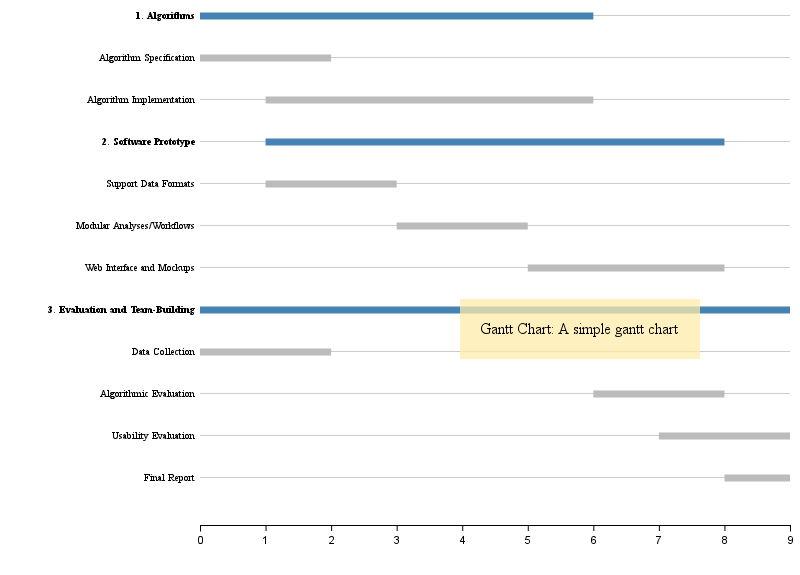 1. Algorithms
Algorithm Specification
Algorithm Implementation
2. Software Prototype
Support Data Formats
Modular Analyses/Workflows
Web Interface and Mockups
3. Evaluation and Team-Building
Gantt Chart: A simple gantt chart
Data Collection
Algorithmic Evaluation
Usability Evaluation
Final Report
0 1 2 3 4 5 6 7 8 9